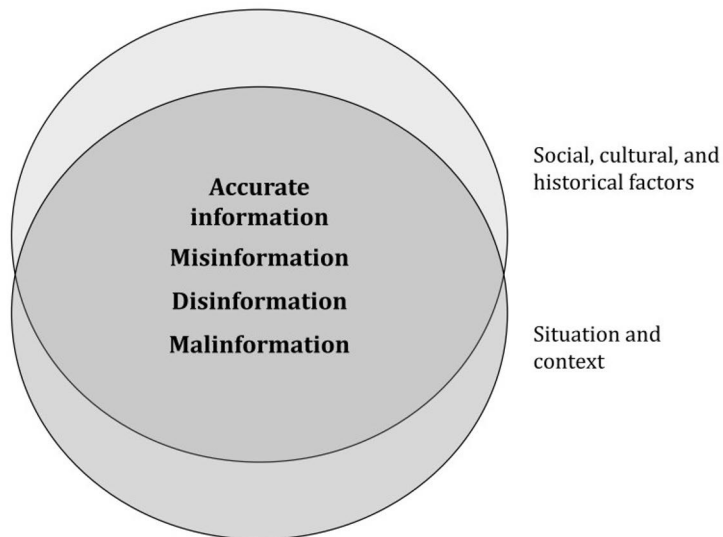 Accurate
information
Misinformation
Disinformation
Malinformation
Social, cultural, and
historical factors
Situation and
context